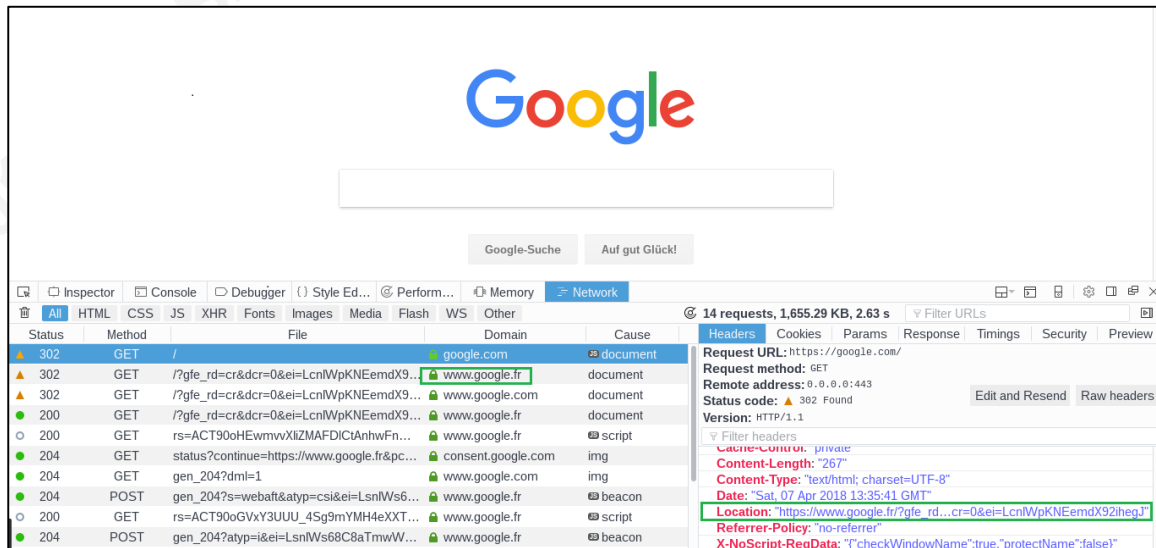 Google
Google-Suche Auf gut Glück!
Inspector Console Debugger {} Style Ed… Perform… Memory Network
All HTML CSS JS XHR Fonts Images Media Flash WS Other 14 requests, 1,655.29 KB, 2.63 s Filter URLs
Status Method File Domain Cause Headers Cookies Params Response Timings Security Preview
302 GET / google.com JS document
302 GET /?gfe_rd=cr&dcr=0&ei=LcnlWpKNEemdX9… www.google.fr document
302 GET /?gfe_rd=cr&dcr=0&ei=LcnlWpKNEemdX9… www.google.com document
200 GET /?gfe_rd=cr&dcr=0&ei=LcnlWpKNEemdX9… www.google.fr document
200 GET rs=ACT90oHEwmvvXliZMAFDlCtAnhwFn… www.google.fr JS script
204 GET status?continue=https://www.google.fr&pc… consent.google.com img
204 GET gen_204?dml=1 www.google.fr img
204 POST gen_204?s=webaft&atyp=csi&ei=LsnlWs6… www.google.fr JS beacon
200 GET rs=ACT90oGVxY3UUU_4Sg9mYMH4eXXT… www.google.fr JS script
204 POST gen_204?atyp=i&ei=LsnlWs68C8aTmwW… www.google.fr JS beacon
Request URL: https://google.com/
Request method: GET
Remote address: 0.0.0.0:443
Status code: 302 Found Edit and Resend Raw headers
Version: HTTP/1.1
Filter headers
Cache-Control: "private"
Content-Length: "267"
Content-Type: "text/html; charset=UTF-8"
Date: "Sat, 07 Apr 2018 13:35:41 GMT"
Location: "https://www.google.fr/?gfe_rd…cr=0&ei=LcnlWpKNEemdX92ihegJ"
Referrer-Policy: "no-referrer"
X-NoScript-ReqData: "{"checkWindowName":true,"protectName":false}"